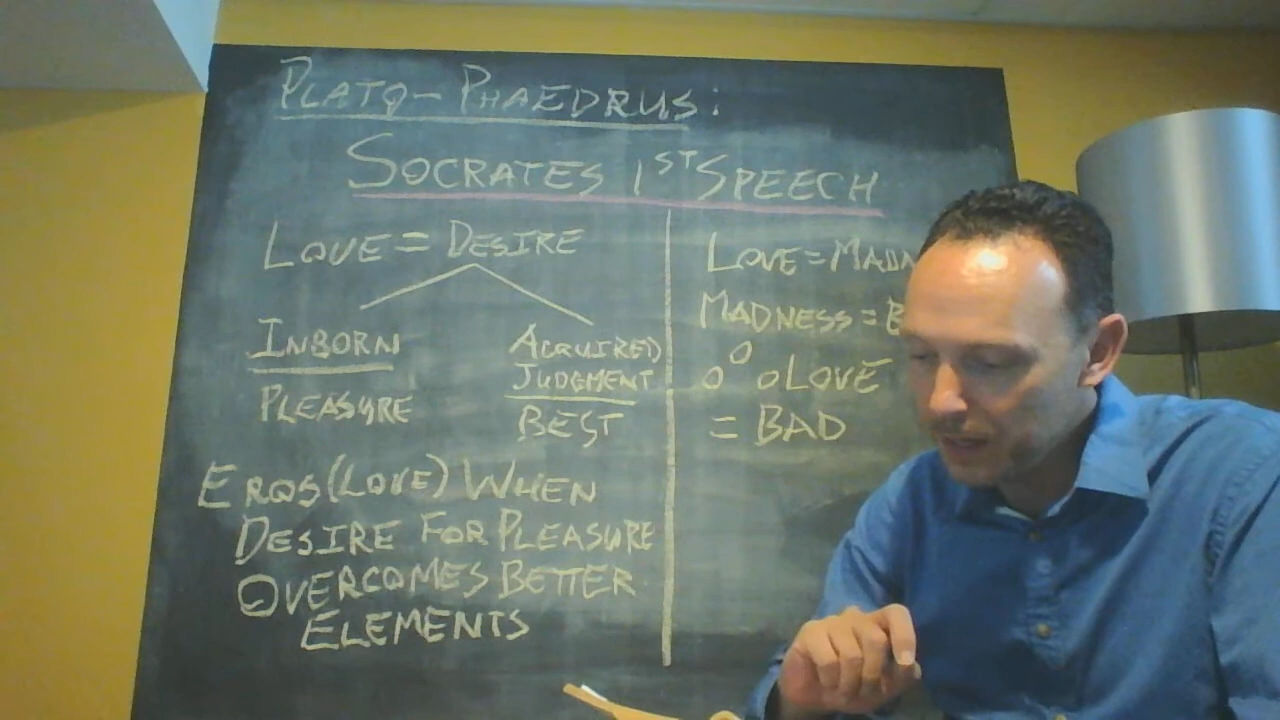 PLATO - PHAEDRUS:
SOCRATES 1ST SPEECH
LOVE = DESIRE
INBORN
PLEASURE
ACQUIRED
JUDGMENT
BEST
EROS (LOVE) WHEN
DESIRE FOR PLEASURE
OVERCOMES BETTER
ELEMENTS
LOVE =
MADNESS =
LOVE
= BAD